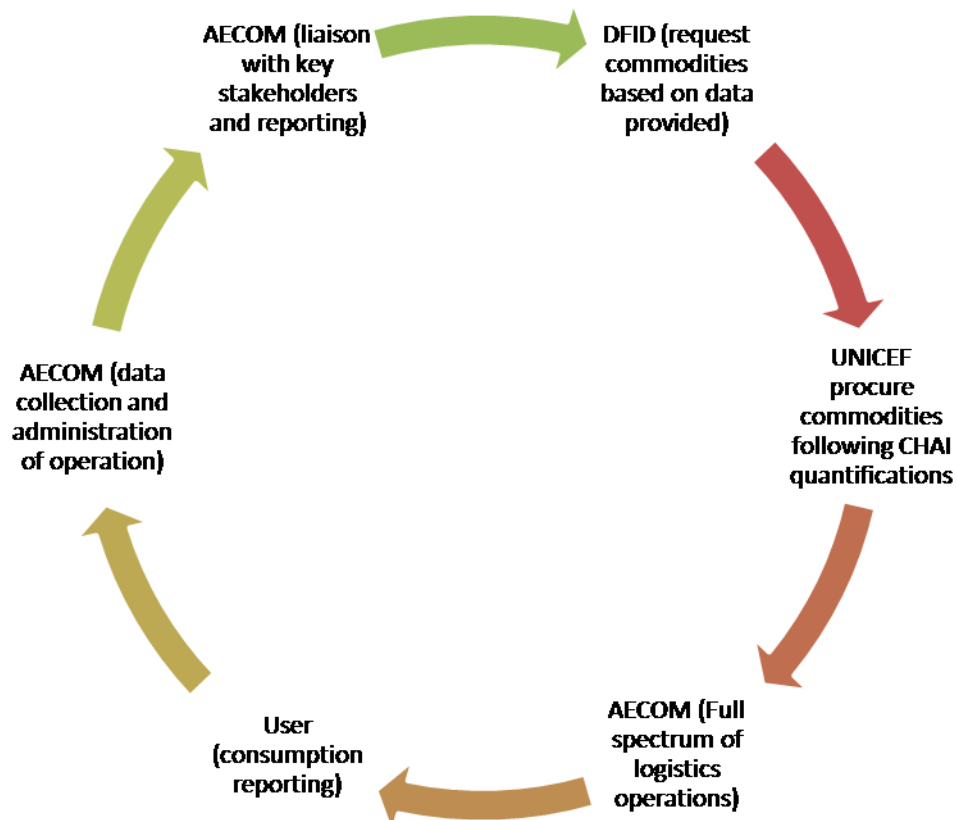 AECOM (liaison
with key
stakeholders
and reporting)
DFID (request
commodities
based on data
provided)
UNICEF
procure
commodities
following CHAI
quantifications
AECOM (Full
spectrum of
logistics
operations)
User
(consumption
reporting)
AECOM (data
collection and
administration
of operation)